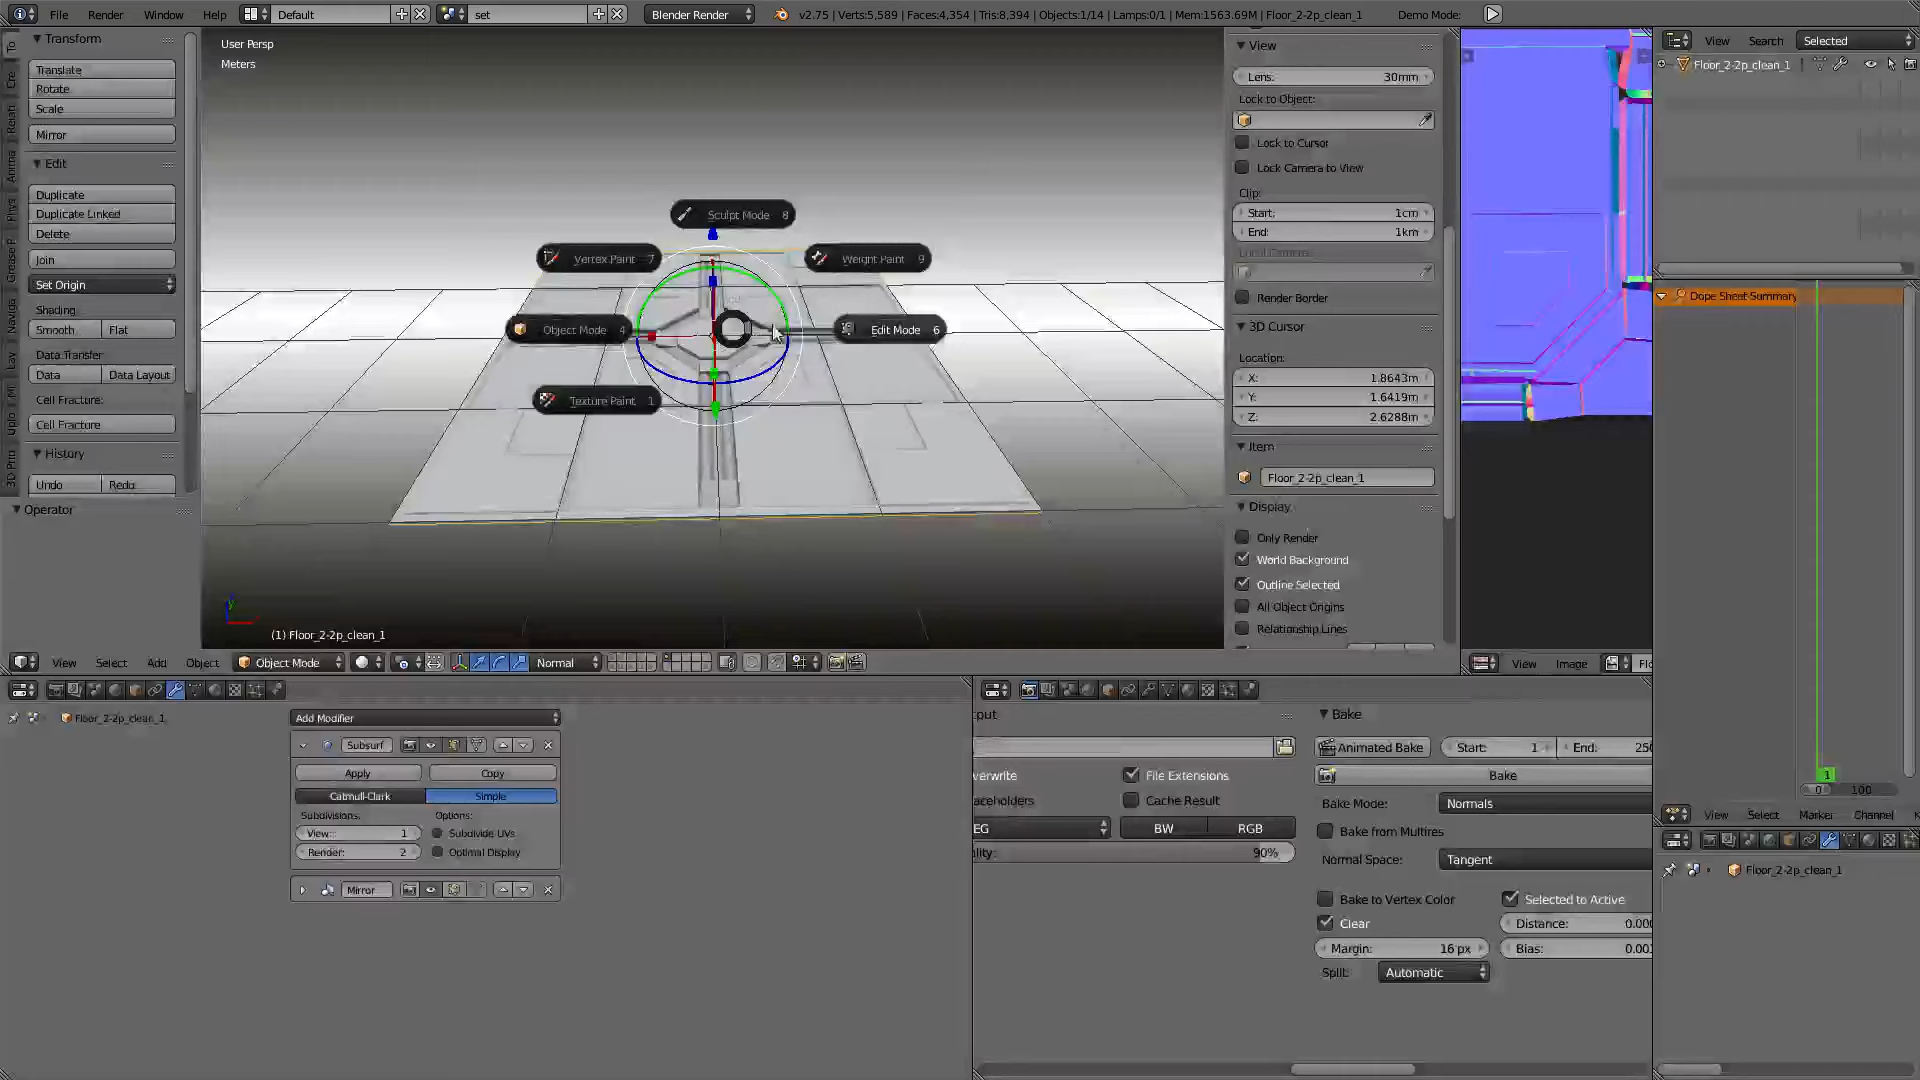 File Render Window Help Default set Blender Render v2.75 | Verts:5,589 | Faces:4,354 | Tris:8,394 | Objects:1/14 | Lamps:0/1 | Mem:1563.69M | Floor_2-2p_clean_1 Demo Mode:
Transform
Translate
Rotate
Scale
Mirror
Edit
Duplicate
Duplicate Linked
Delete
Join
Set Origin
Shading:
Smooth Flat
Data Transfer
Data Data Layout
Cell Fracture:
Cell Fracture
History
Undo Redo
Operator
User Persp
Meters
Sculpt Mode 8
Vertex Paint 7
Weight Paint 9
Object Mode 4
Edit Mode 6
Texture Paint 1
(1) Floor_2-2p_clean_1
View Select Add Object Object Mode Normal
View
Lens: 30mm
Lock to Object:
Lock to Cursor
Lock Camera to View
Clip:
Start: 1cm
End: 1km
Local Camera:
Render Border
3D Cursor
Location:
X: 1.8643m
Y: 1.6419m
Z: 2.6288m
Item
Floor_2-2p_clean_1
Display
Only Render
World Background
Outline Selected
All Object Origins
Relationship Lines
View Image Flo
View Search Selected
Floor_2-2p_clean_1
Dope Sheet Summary
1
0 100
View Select Marker Channel
Floor_2-2p_clean_1
Floor_2-2p_clean_1
Add Modifier
Subsurf
Apply Copy
Catmull-Clark Simple
Subdivisions: Options:
View: 1 Subdivide UVs
Render: 2 Optimal Display
Mirror
put
verwrite File Extensions
aceholders Cache Result
EG BW RGB
lity: 90%
Bake
Animated Bake Start: 1 End: 250
Bake
Bake Mode: Normals
Bake from Multires
Normal Space: Tangent
Bake to Vertex Color Selected to Active
Clear Distance: 0.000
Margin: 16 px Bias: 0.001
Split: Automatic